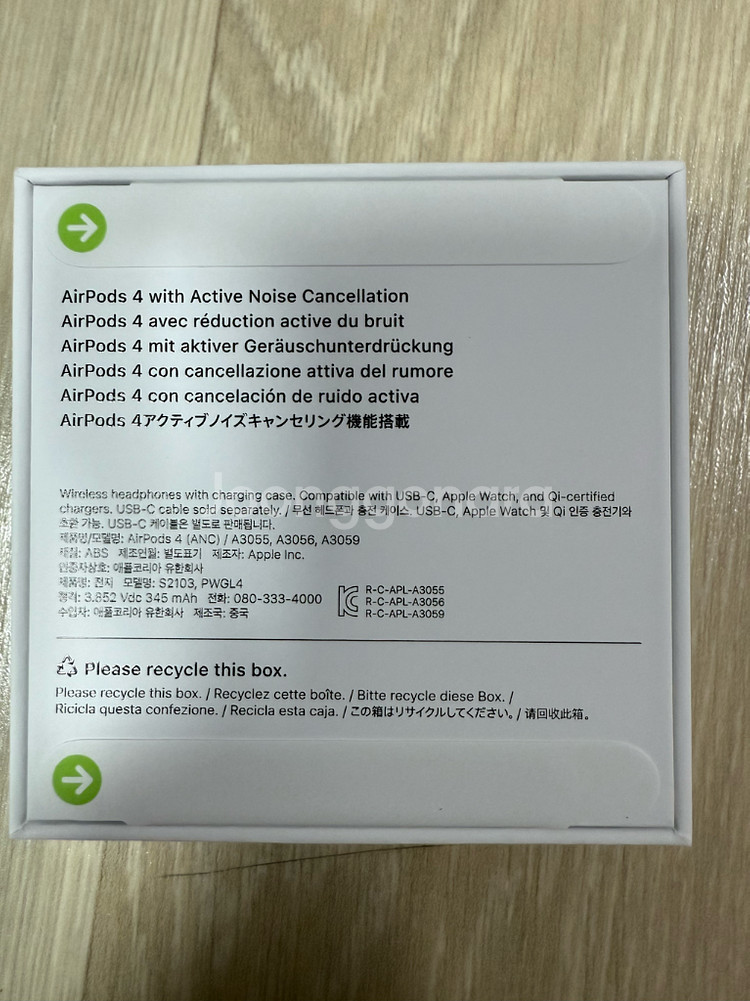 AirPods 4 with Active Noise Cancellation
AirPods 4 avec réduction active du bruit
AirPods 4 mit aktiver Geräuschunterdrückung
AirPods 4 con cancellazione attiva del rumore
AirPods 4 con cancelación de ruido activa
AirPods 4アクティブノイズキャンセリング機能搭載
Wireless headphones with charging case. Compatible with USB-C, Apple Watch, and Qi-certified
chargers. USB-C cable sold separately. / 무선 헤드폰과 충전 케이스. USB-C, Apple Watch 및 Qi 인증 충전기와
호환 가능. USB-C 케이블은 별도로 판매됩니다.
제품명/모델명: AirPods 4 (ANC) / A3055, A3056, A3059
재질: ABS 제조연월: 별도표기 제조자: Apple Inc.
인증자상호: 애플코리아 유한회사
제품명: 전지 모델명: S2103, PWGL4
정격: 3.852 Vdc 345 mAh 전화: 080-333-4000
수입자: 애플코리아 유한회사 제조국: 중국
R-C-APL-A3055
R-C-APL-A3056
R-C-APL-A3059
Please recycle this box.
Please recycle this box. / Recyclez cette boîte. / Bitte recycle diese Box. /
Ricicla questa confezione. / Recicla esta caja. / この箱はリサイクルしてください。/ 请回收此箱。